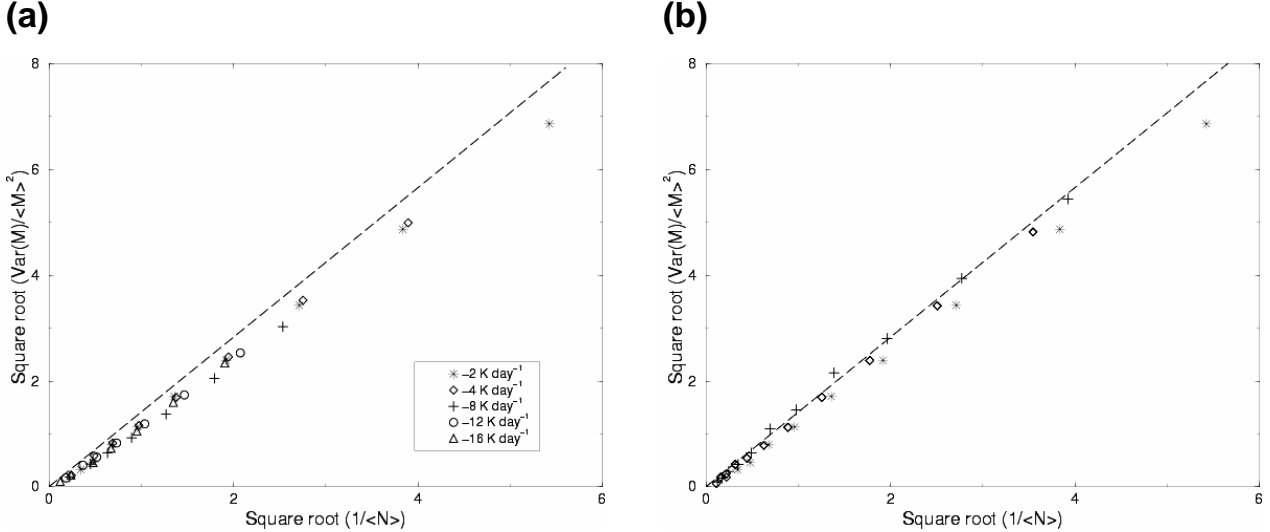 (a)
(b)
8
6
4
2
0
0
2
4
6
Square root (Var(M)/<M>²)
Square root (1/<N>)
−2 K day⁻¹
−4 K day⁻¹
−8 K day⁻¹
−12 K day⁻¹
−16 K day⁻¹
8
6
4
2
0
0
2
4
6
Square root (Var(M)/<M>²)
Square root (1/<N>)